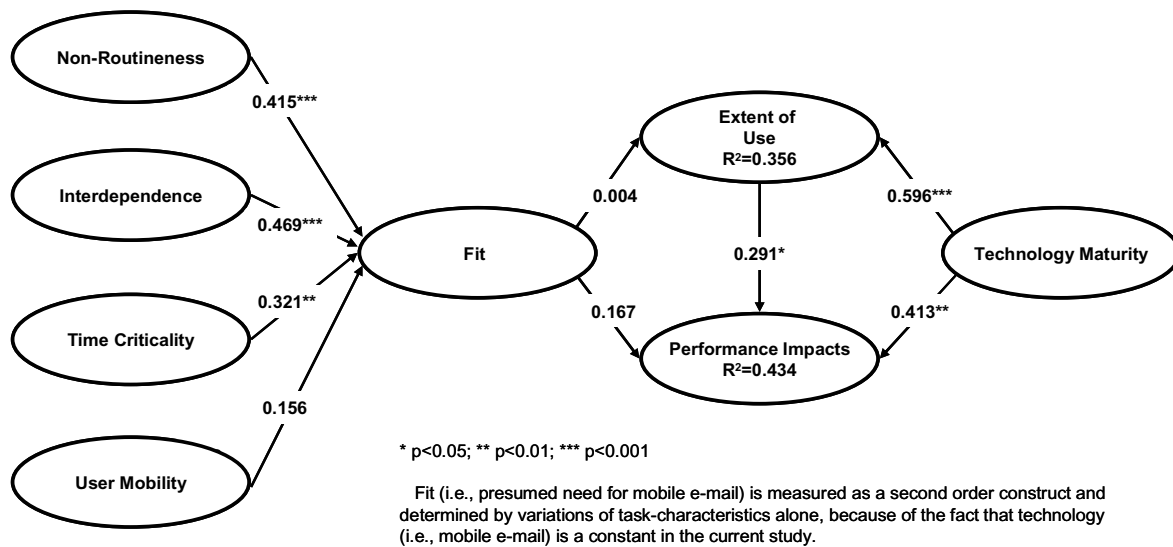 Non-Routineness
0.415***
Interdependence
0.469***
Time Criticality
0.321**
User Mobility
0.156
Fit
0.004
0.167
Extent of
Use
R²=0.356
0.291*
Performance Impacts
R²=0.434
0.596***
0.413**
Technology Maturity
* p<0.05; ** p<0.01; *** p<0.001
Fit (i.e., presumed need for mobile e-mail) is measured as a second order construct and
determined by variations of task-characteristics alone, because of the fact that technology
(i.e., mobile e-mail) is a constant in the current study.